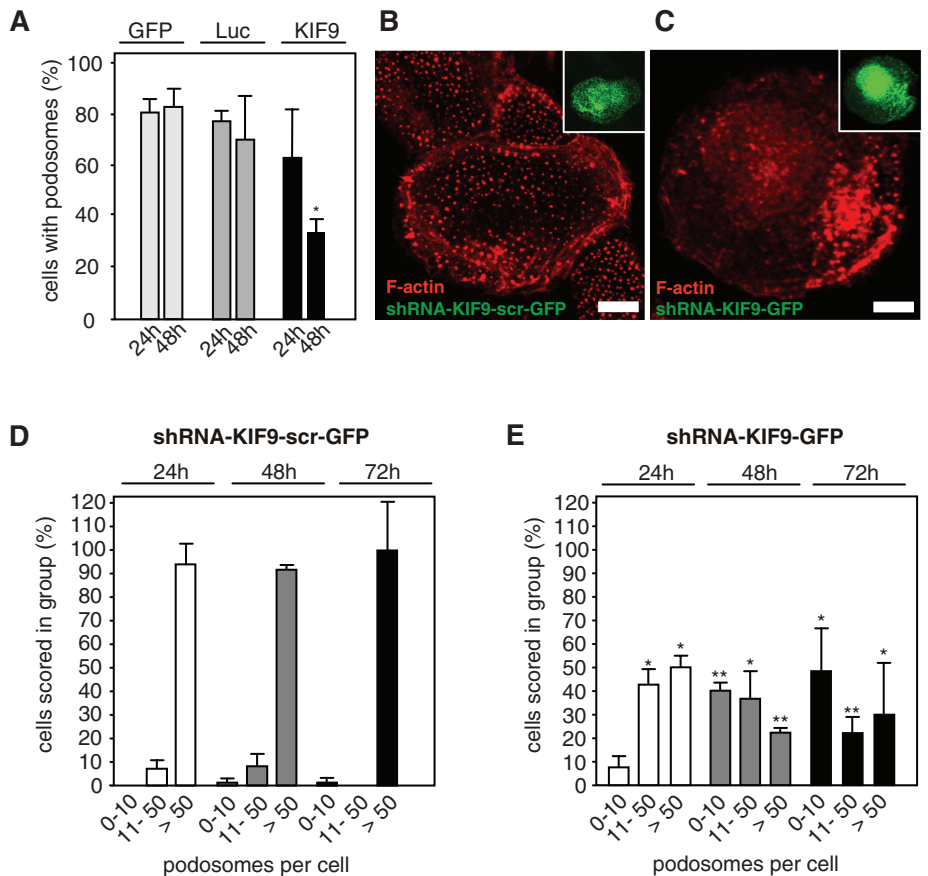 A
GFP Luc KIF9
cells with podosomes (%)
100
80
60
40
20
0
*
24h 48h 24h 48h 24h 48h
B
F-actin
shRNA-KIF9-scr-GFP
C
F-actin
shRNA-KIF9-GFP
D
shRNA-KIF9-scr-GFP
24h 48h 72h
cells scored in group (%)
120
110
100
90
80
70
60
50
40
30
20
10
0
0-10 11- 50 > 50 0-10 11- 50 > 50 0-10 11- 50 > 50
podosomes per cell
E
shRNA-KIF9-GFP
24h 48h 72h
cells scored in group (%)
120
110
100
90
80
70
60
50
40
30
20
10
0
* * ** * ** * ** *
0-10 11- 50 > 50 0-10 11- 50 > 50 0-10 11- 50 > 50
podosomes per cell